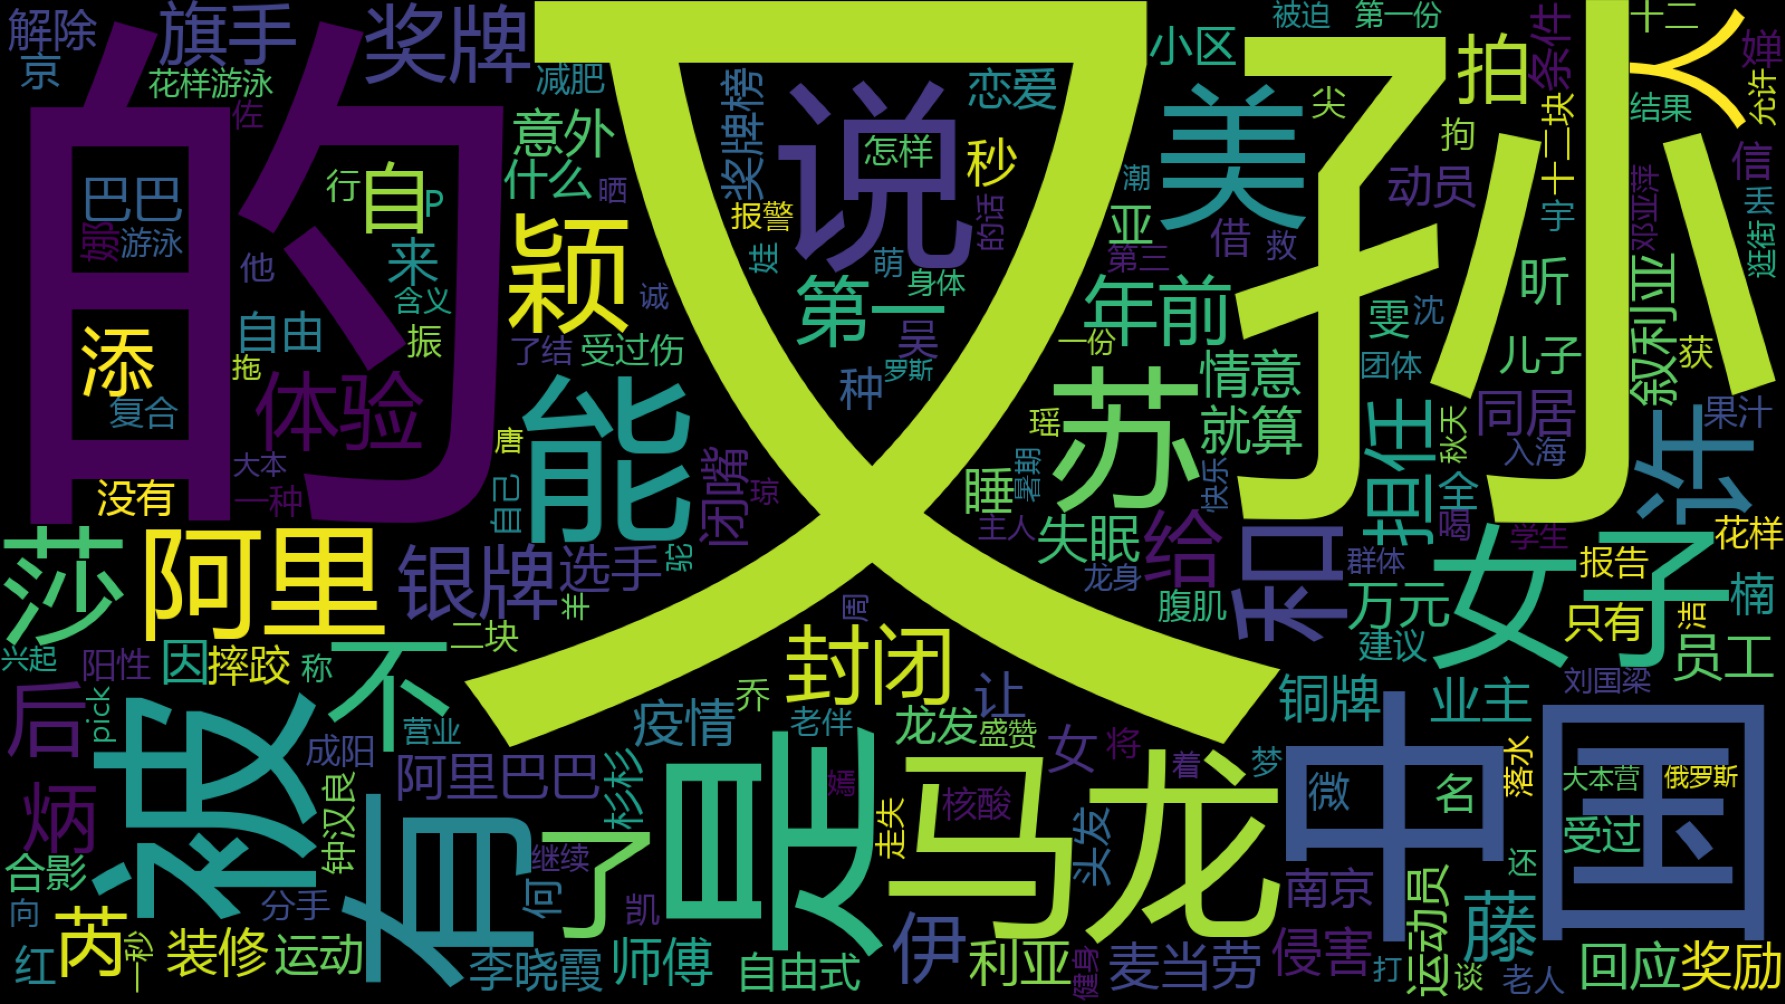 解除
旗手
奖牌
又
孙
小区
被迫
第一份
拍
条件
十二
人
婵
允许
京
花样游泳
佐
减肥
奖牌榜
说
怎样
恋爱
秒
美
尖
拘
十二块
结果
的
巴巴
娜
游泳
行
自
P
意外
什么
晒
报警
的话
潮
亚
动员
宇
邓亚萍
信
丢
逛街
他
来
含义
颖
娃
萌
身体
第三
借
救
小
昕
叙利亚
添
自由
振
诚
第一
吴
年前
雯
沈
儿子
获
复合
拖
体验
了结
受过伤
种
罗斯
一份
情意
团体
没有
大本
一种
唐
能
自己
闭嘴
琼
瑶
苏
就算
担任
秋天
同居
入海
果汁
许
睡
暑期
快乐
全
喝
主人
失眠
给
和
学生
花样
莎
阿里
银牌
选手
驼
羊
周
龙身
腹肌
群体
万元
女子
报告
只有
洁
楠
兴起
阳性
因
摔跤
称
不
二块
封闭
建议
员工
刘国梁
后
pick
被
营业
疫情
乔
老伴
龙发
让
盛赞
铜牌
业主
中国
炳
成阳
阿里巴巴
杉杉
是
嫣
女
将
着
梦
微
名
落水
大本营
俄罗斯
钟汉良
有
了
继续
走失
马龙
核酸
头发
受过
合影
向
分手
何
凯
南京
运动员
还
芮
红
一秒
装修
运动
李晓霞
师傅
自由式
伊
利亚
健身
麦当劳
侵害
打
谈
藤
老人
回应
奖励